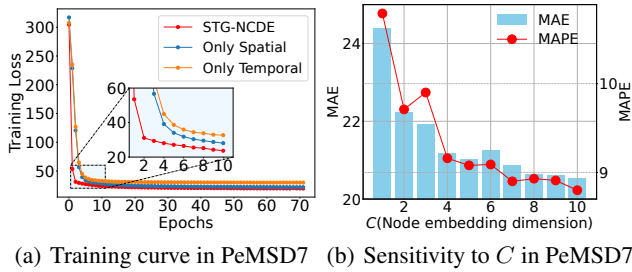 STG-NCDE
Only Spatial
Only Temporal
Training Loss
300
250
200
150
100
50
60
40
20
2 4 6 8 10
0 10 20 30 40 50 60 70
Epochs
(a) Training curve in PeMSD7
MAE
MAPE
MAE
24
22
20
MAPE
10
9
2 4 6 8 10
C(Node embedding dimension)
(b) Sensitivity to C in PeMSD7